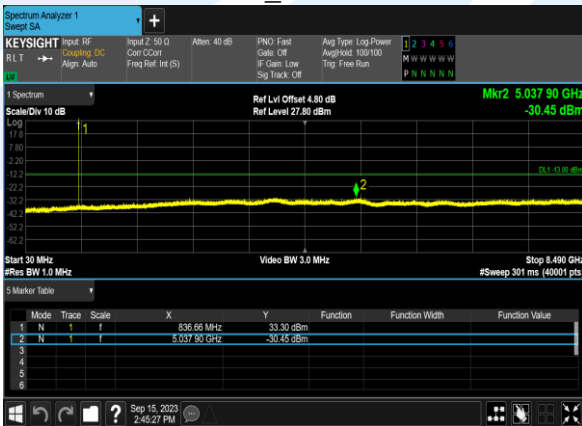 Spectrum Analyzer 1
Swept SA
+
KEYSIGHT Input: RF Input Z: 50 Ω Atten: 40 dB PNO: Fast Avg Type: Log-Power 1 2 3 4 5 6
RLT Coupling: DC Corr CCorr Gate: Off Avg|Hold: 100/100 M W W W W W
Align: Auto Freq Ref: Int (S) IF Gain: Low Trig: Free Run
LV Sig Track: Off P N N N N N
1 Spectrum Ref Lvl Offset 4.80 dB Mkr2 5.037 90 GHz
Scale/Div 10 dB Ref Level 27.80 dBm -30.45 dBm
Log
1
17.8
7.80
-2.20
-12.2 DL1 -13.00 dBm
-22.2 2
-32.2
-42.2
-52.2
-62.2
Start 30 MHz Video BW 3.0 MHz Stop 8.490 GHz
#Res BW 1.0 MHz #Sweep 301 ms (40001 pts
5 Marker Table
Mode Trace Scale X Y Function Function Width Function Value
1 N 1 f 836.66 MHz 33.30 dBm
2 N 1 f 5.037 90 GHz -30.45 dBm
3
4
5
6
? Sep 15, 2023
2:45:27 PM